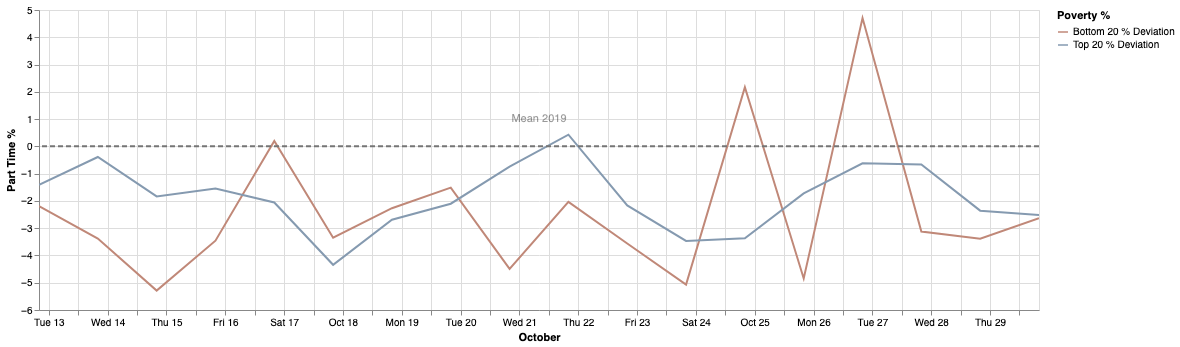 Poverty %
Bottom 20 % Deviation
Top 20 % Deviation
Part Time %
5
4
3
2
1
0
−1
−2
−3
−4
−5
−6
Mean 2019
Tue 13 Wed 14 Thu 15 Fri 16 Sat 17 Oct 18 Mon 19 Tue 20 Wed 21 Thu 22 Fri 23 Sat 24 Oct 25 Mon 26 Tue 27 Wed 28 Thu 29
October